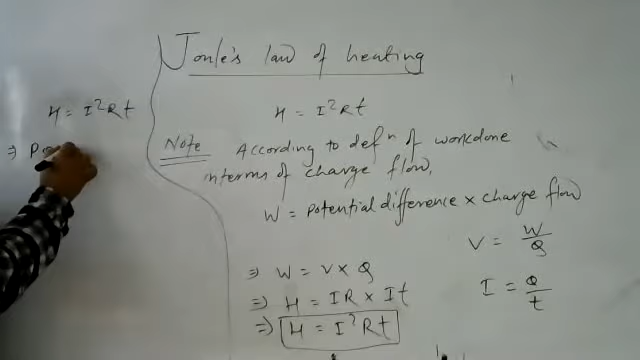 Joule's law of heating
H = I²Rt
Note According to defⁿ of workdone
interms of charge flow,
W = potential difference × charge flow
V = W/Q
⇒ W = V × Q
I = Q/t
⇒ H = IR × It
⇒ H = I²Rt
H = I²Rt
⇒ Po